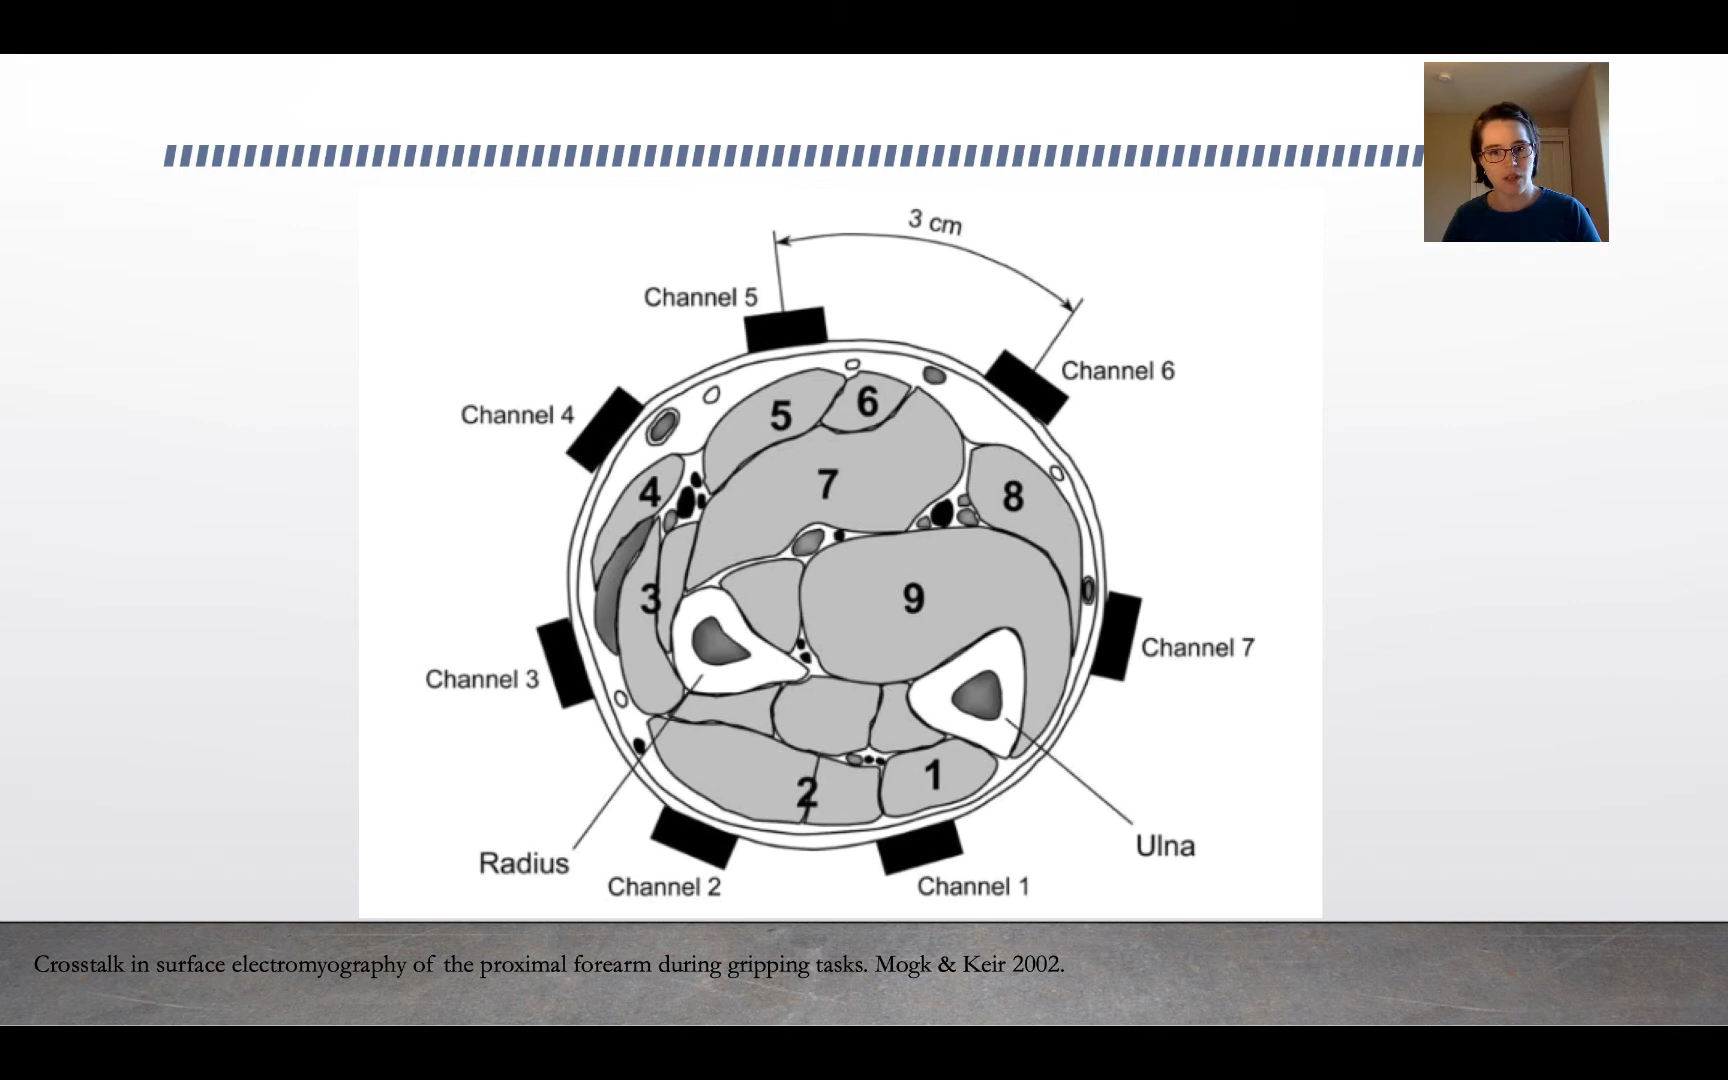 3 cm
Channel 5
Channel 6
Channel 4
5
6
7
4
8
3
9
Channel 7
Channel 3
1
2
Ulna
Radius
Channel 2
Channel 1
Crosstalk in surface electromyography of the proximal forearm during gripping tasks. Mogk & Keir 2002.